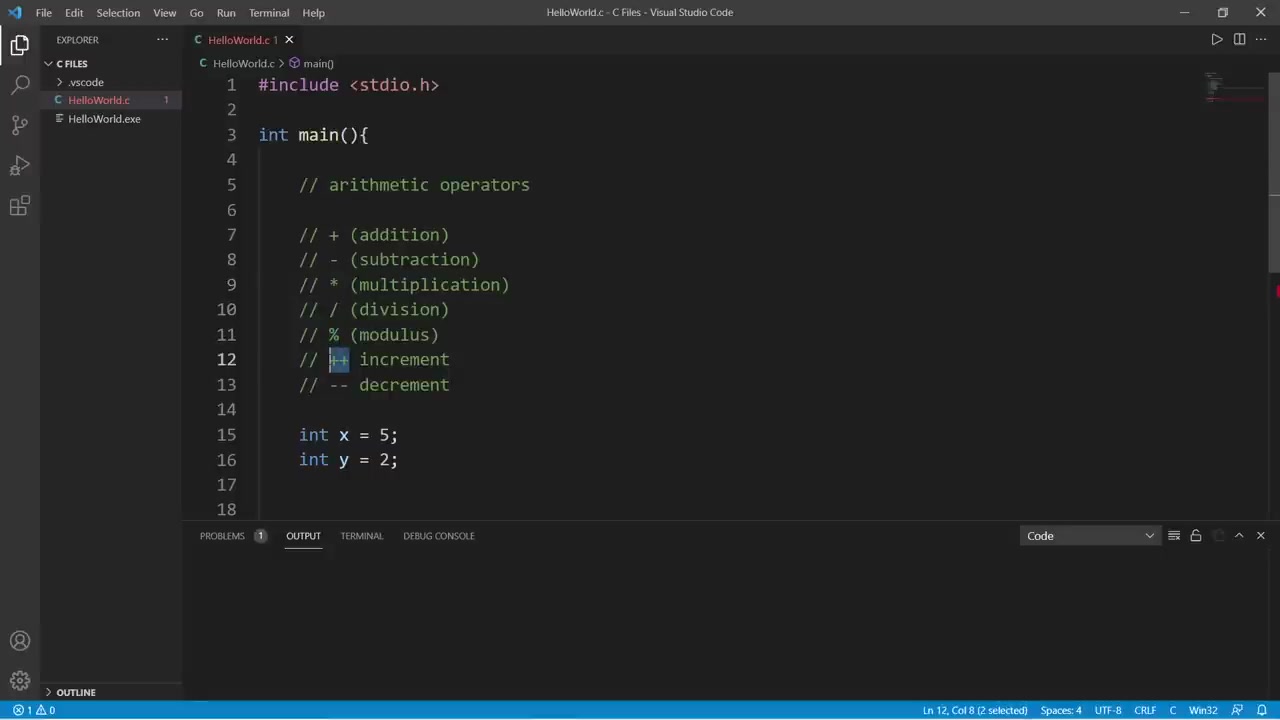 File Edit Selection View Go Run Terminal Help
HelloWorld.c - C Files - Visual Studio Code
EXPLORER
C FILES
.vscode
C HelloWorld.c 1
HelloWorld.exe
OUTLINE
C HelloWorld.c 1
C HelloWorld.c > main()
1 #include <stdio.h>
2
3 int main(){
4
5 // arithmetic operators
6
7 // + (addition)
8 // - (subtraction)
9 // * (multiplication)
10 // / (division)
11 // % (modulus)
12 // ++ increment
13 // -- decrement
14
15 int x = 5;
16 int y = 2;
17
18
PROBLEMS 1 OUTPUT TERMINAL DEBUG CONSOLE
Code
1 0
Ln 12, Col 8 (2 selected) Spaces: 4 UTF-8 CRLF C Win32